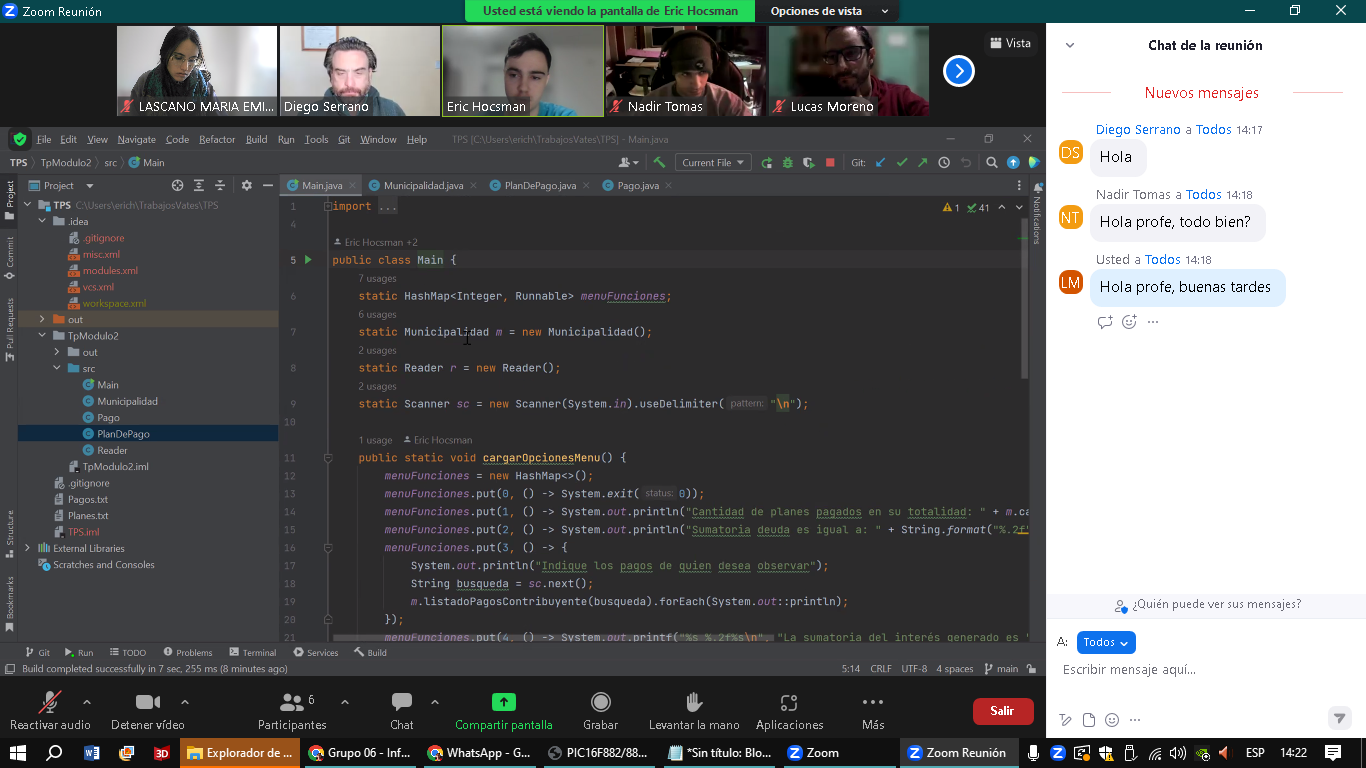 Zoom Reunión
Usted está viendo la pantalla de Eric Hocsman
Opciones de vista
LASCANO MARIA EMI...
Diego Serrano
Eric Hocsman
Nadir Tomas
Lucas Moreno
Vista
File Edit View Navigate Code Refactor Build Run Tools Git Window Help TPS [C:\Users\erich\TrabajosVates\TPS] - Main.java
TPS TpModulo2 src Main
Current File
Git:
Project
Main.java
Municipalidad.java
PlanDePago.java
Pago.java
Project
Commit
Pull Requests
Structure
Bookmarks
Notifications
TPS C:\Users\erich\TrabajosVates\TPS
.idea
.gitignore
misc.xml
modules.xml
vcs.xml
workspace.xml
out
TpModulo2
out
src
Main
Municipalidad
Pago
PlanDePago
Reader
TpModulo2.iml
.gitignore
Pagos.txt
Planes.txt
TPS.iml
External Libraries
Scratches and Consoles
1 import ...
1 41
4
Eric Hocsman +2
5 public class Main {
7 usages
6 static HashMap<Integer, Runnable> menuFunciones;
6 usages
7 static Municipalidad m = new Municipalidad();
2 usages
8 static Reader r = new Reader();
2 usages
9 static Scanner sc = new Scanner(System.in).useDelimiter( pattern: "\n");
10
1 usage Eric Hocsman
11 public static void cargarOpcionesMenu() {
12 menuFunciones = new HashMap<>();
13 menuFunciones.put(0, () -> System.exit( status: 0));
14 menuFunciones.put(1, () -> System.out.println("Cantidad de planes pagados en su totalidad: " + m.ca
15 menuFunciones.put(2, () -> System.out.println("Sumatoria deuda es igual a: " + String.format("%.2f"
16 menuFunciones.put(3, () -> {
17 System.out.println("Indique los pagos de quien desea observar");
18 String busqueda = sc.next();
19 m.listadoPagosContribuyente(busqueda).forEach(System.out::println);
20 });
21 menuFunciones.put(4, () -> System.out.printf("%s %.2f%s\n", "La sumatoria del interés generado es "
Git Run TODO Problems Terminal Services Build
Build completed successfully in 7 sec, 255 ms (8 minutes ago)
5:14 CRLF UTF-8 4 spaces main
Reactivar audio
Detener vídeo
6
Participantes
Chat
Compartir pantalla
Grabar
Levantar la mano
Aplicaciones
Más
Salir
Chat de la reunión
Nuevos mensajes
Diego Serrano a Todos 14:17
DS
Hola
Nadir Tomas a Todos 14:18
NT
Hola profe, todo bien?
Usted a Todos 14:18
LM
Hola profe, buenas tardes
¿Quién puede ver sus mensajes?
A: Todos
Escribir mensaje aquí...
Explorador de ...
Grupo 06 - Inf...
WhatsApp - G...
PIC16F882/88...
*Sin título: Blo...
Zoom
Zoom Reunión
ESP
14:22